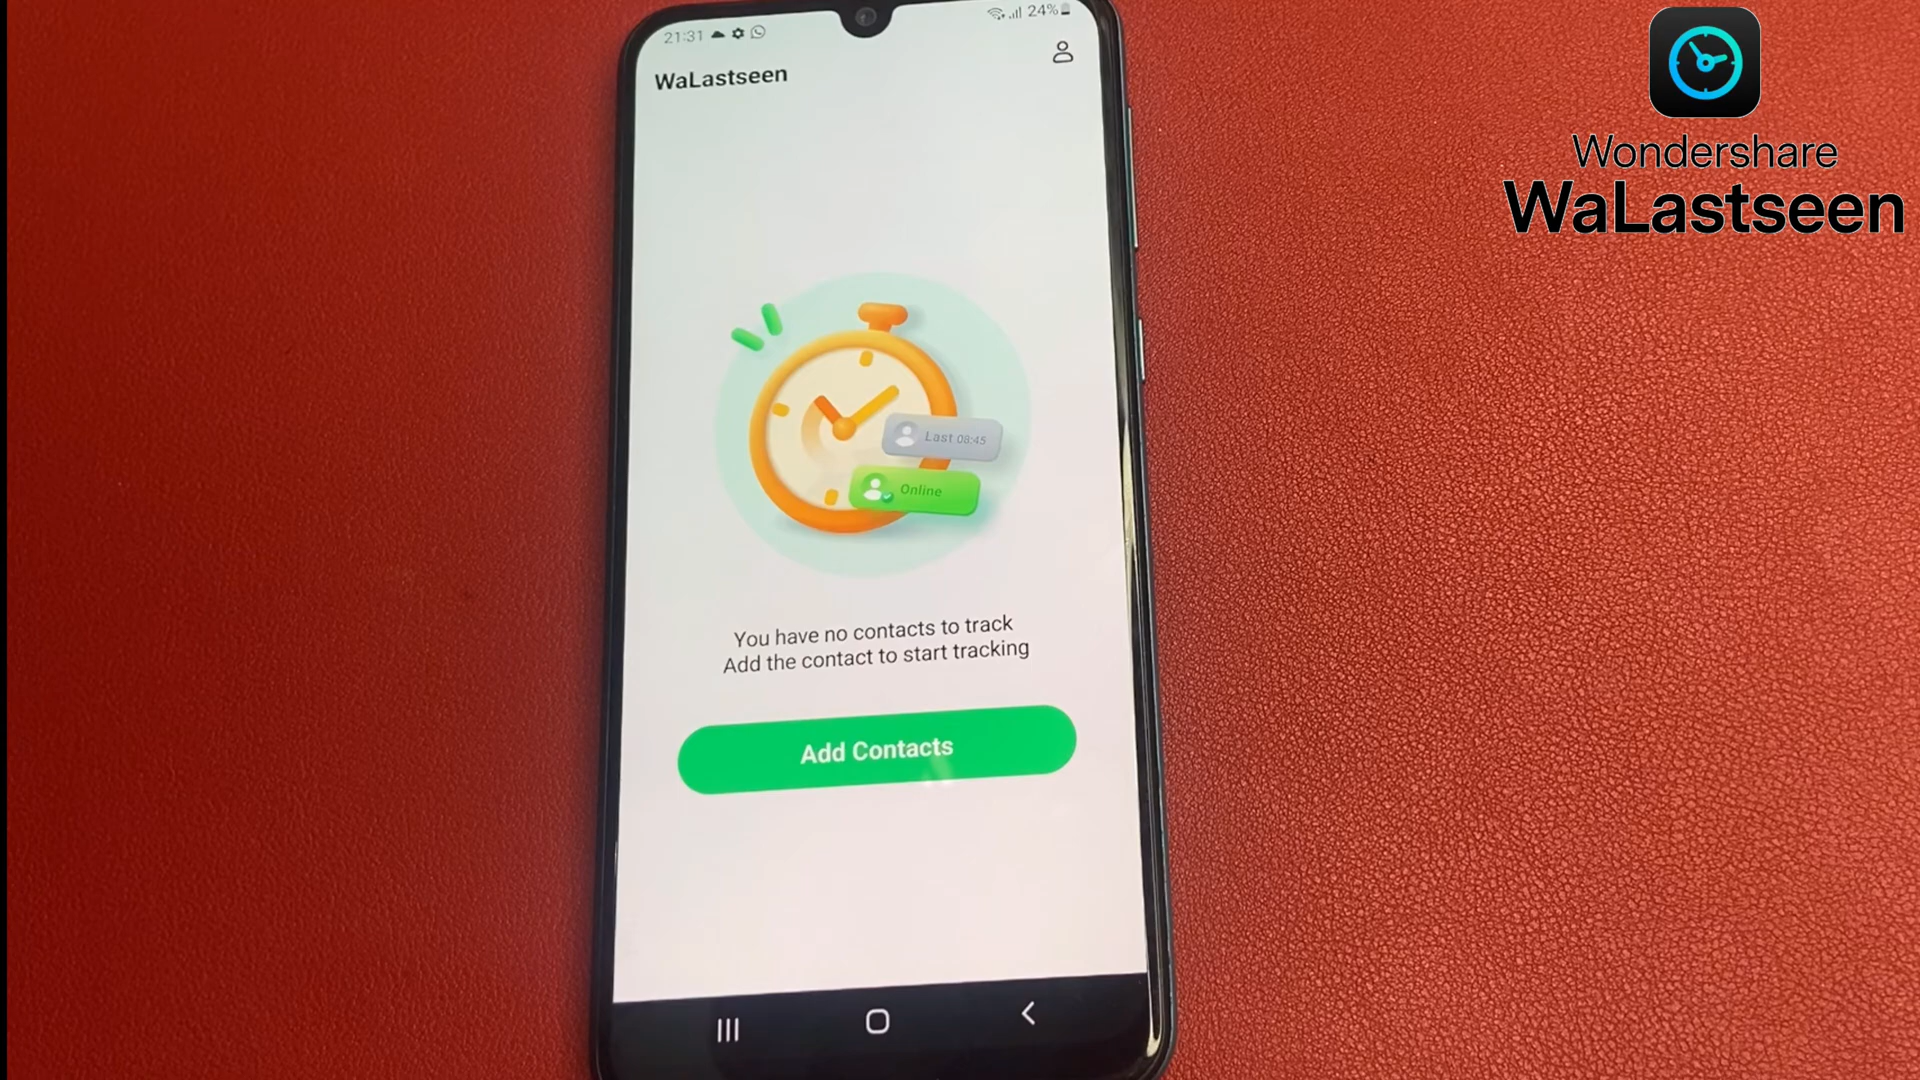 21:31
24%
WaLastseen
Last 08:45
Online
You have no contacts to track
Add the contact to start tracking
Add Contacts
Wondershare
WaLastseen